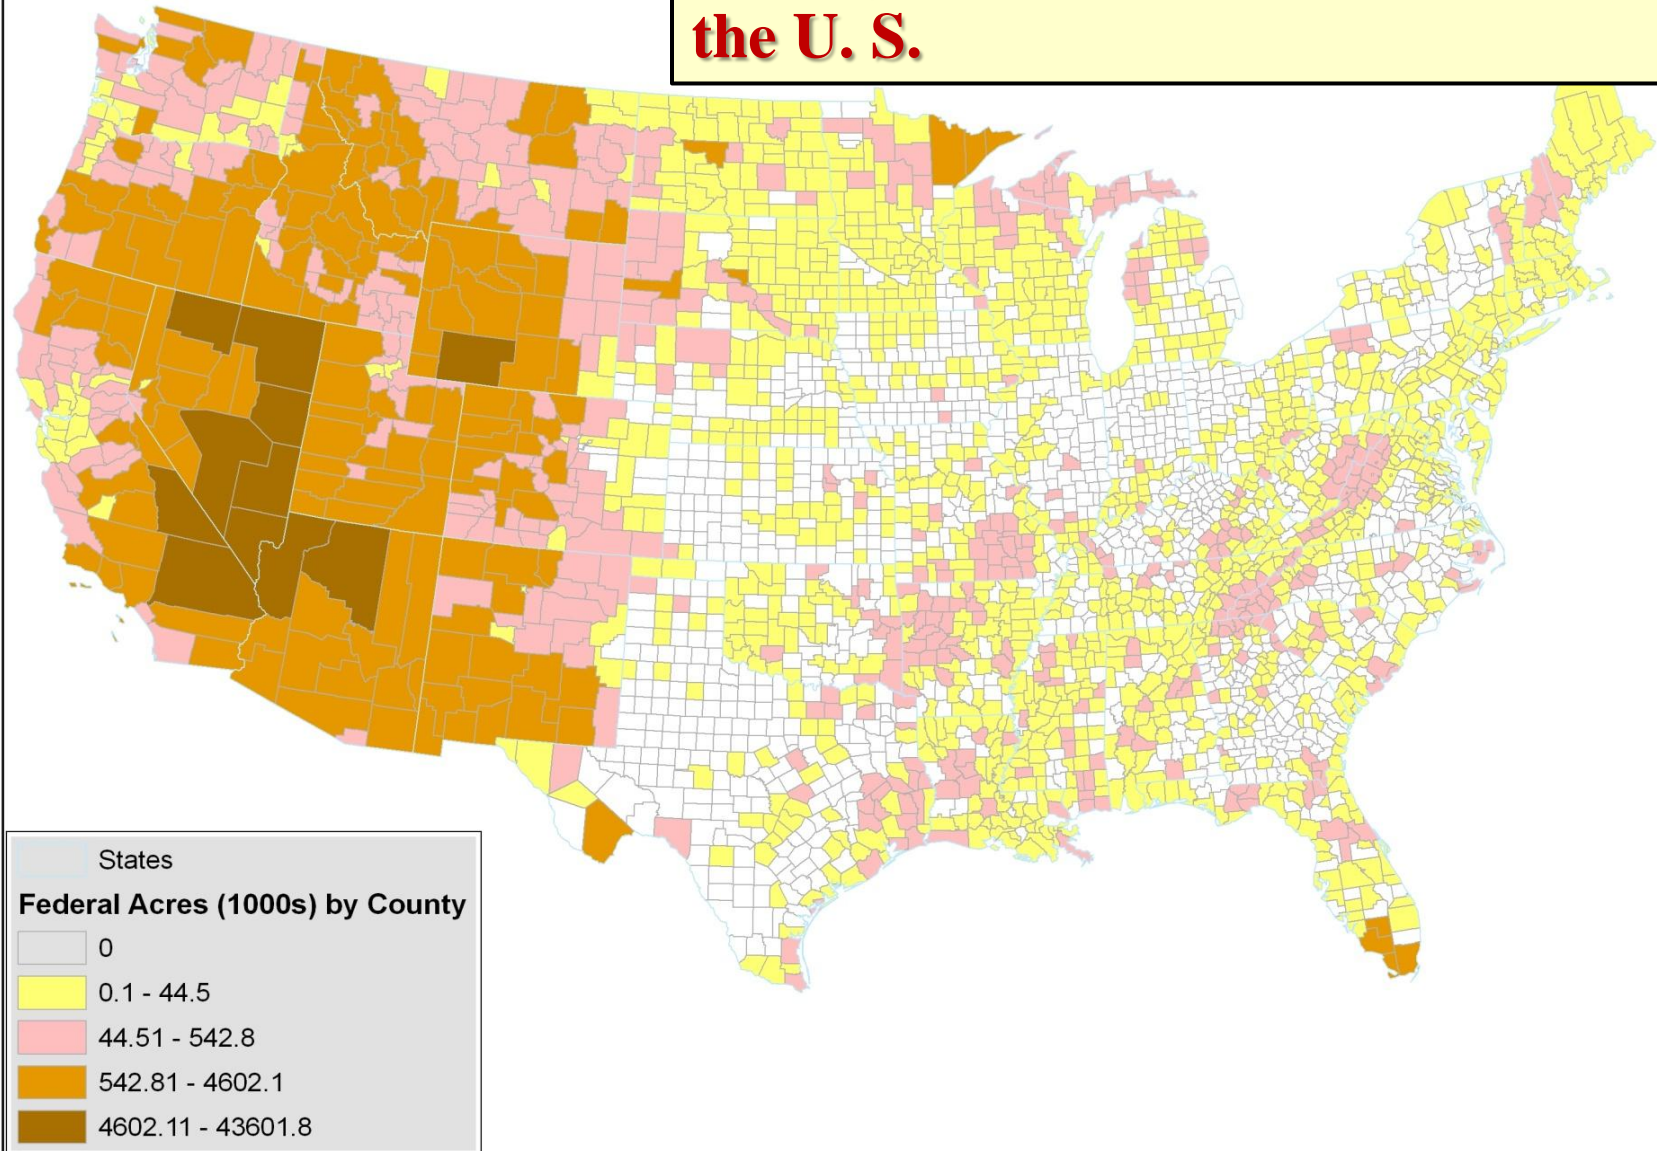 the U. S.
States
Federal Acres (1000s) by County
0
0.1 - 44.5
44.51 - 542.8
542.81 - 4602.1
4602.11 - 43601.8